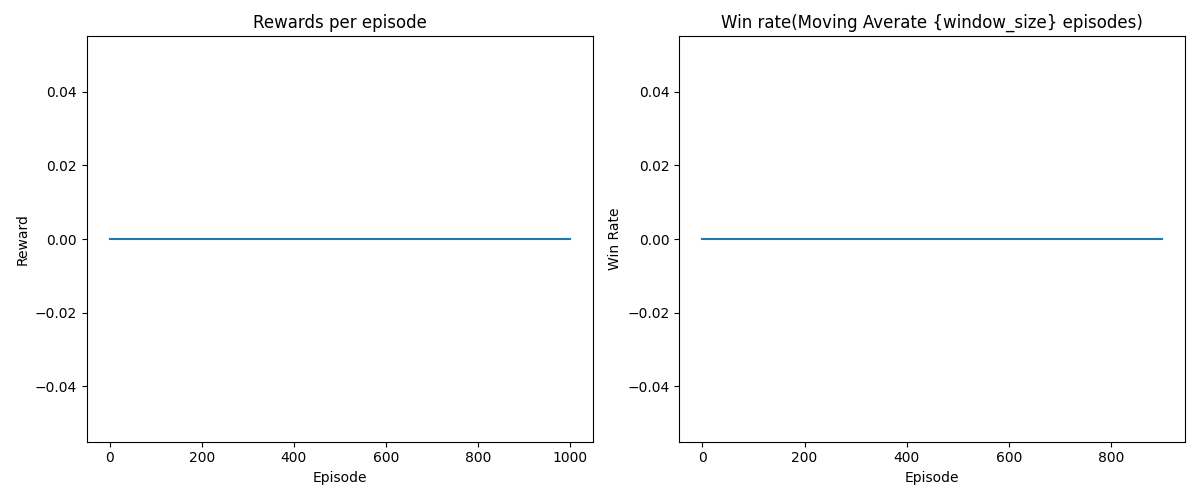 Rewards per episode
0.04
0.02
0.00
−0.02
−0.04
Reward
0 200 400 600 800 1000
Episode
Win rate(Moving Averate {window_size} episodes)
0.04
0.02
0.00
−0.02
−0.04
Win Rate
0 200 400 600 800
Episode